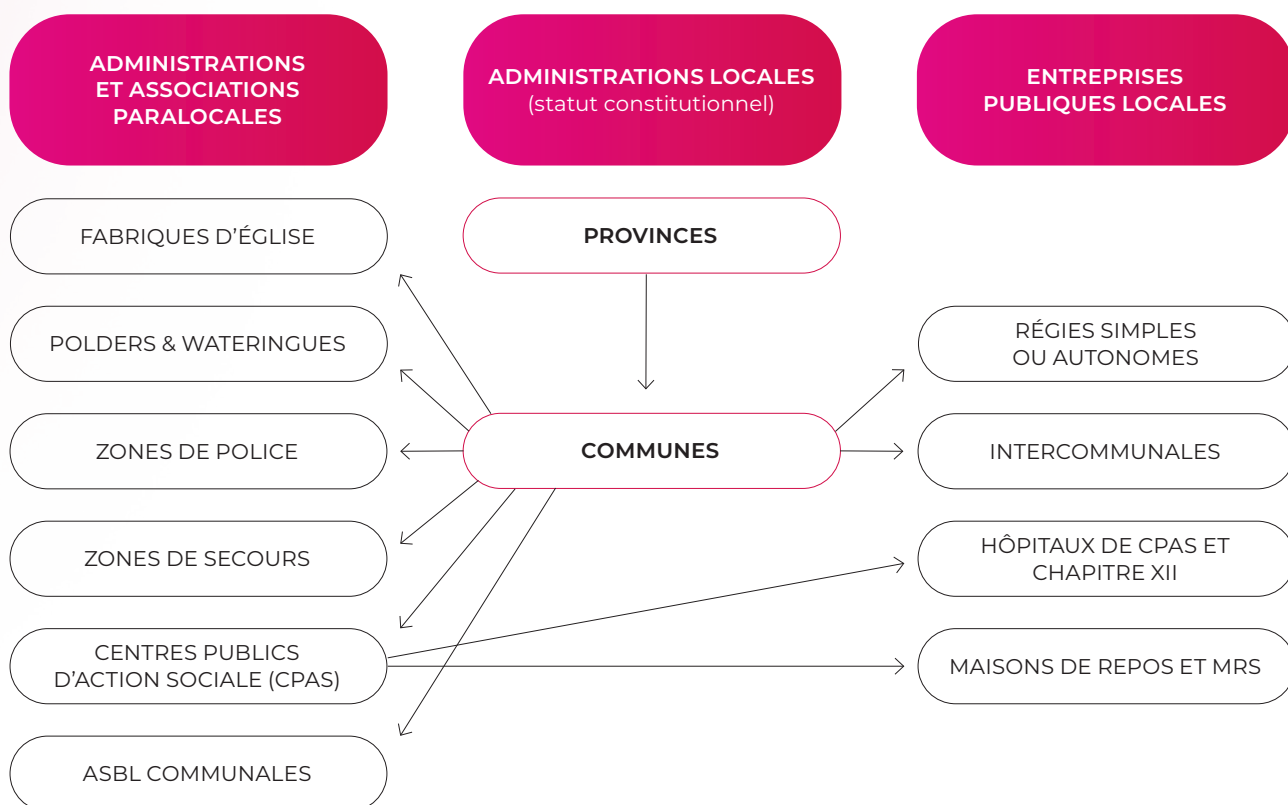 ADMINISTRATIONS
ET ASSOCIATIONS
PARALOCALES
ADMINISTRATIONS LOCALES
(statut constitutionnel)
ENTREPRISES
PUBLIQUES LOCALES
FABRIQUES D’ÉGLISE
PROVINCES
POLDERS & WATERINGUES
RÉGIES SIMPLES
OU AUTONOMES
ZONES DE POLICE
COMMUNES
INTERCOMMUNALES
ZONES DE SECOURS
HÔPITAUX DE CPAS ET
CHAPITRE XII
CENTRES PUBLICS
D’ACTION SOCIALE (CPAS)
MAISONS DE REPOS ET MRS
ASBL COMMUNALES